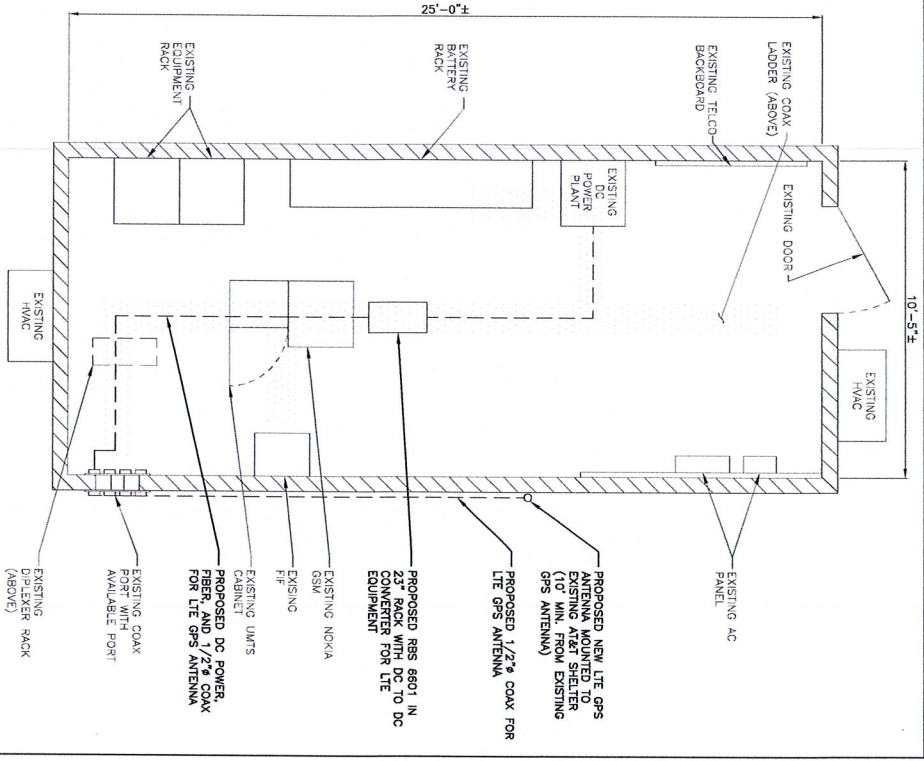 25'-0"±
EXISTING
EQUIPMENT
RACK
EXISTING
BATTERY
RACK
EXISTING TELCO
BACKBOARD
EXISTING COAX
LADDER (ABOVE)
EXISTING DOOR
10'-5"±
EXISTING
DC
POWER
PLANT
EXISTING
HVAC
EXISTING
HVAC
EXISTING AC
PANEL
PROPOSED NEW LTE GPS
ANTENNA MOUNTED TO
EXISTING AT&T SHELTER
(10' MIN. FROM EXISTING
GPS ANTENNA)
PROPOSED 1/2"ø COAX FOR
LTE GPS ANTENNA
PROPOSED RBS 6601 IN
23" RACK WITH DC TO DC
CONVERTER FOR LTE
EQUIPMENT
EXISTING NOKIA
GSM
EXISING
FIF
EXISTING UMTS
CABINET
PROPOSED DC POWER,
FIBER, AND 1/2"ø COAX
FOR LTE GPS ANTENNA
EXISTING COAX
PORT WITH
AVAILABLE PORT
EXISTING
DIPLEXER RACK
(ABOVE)